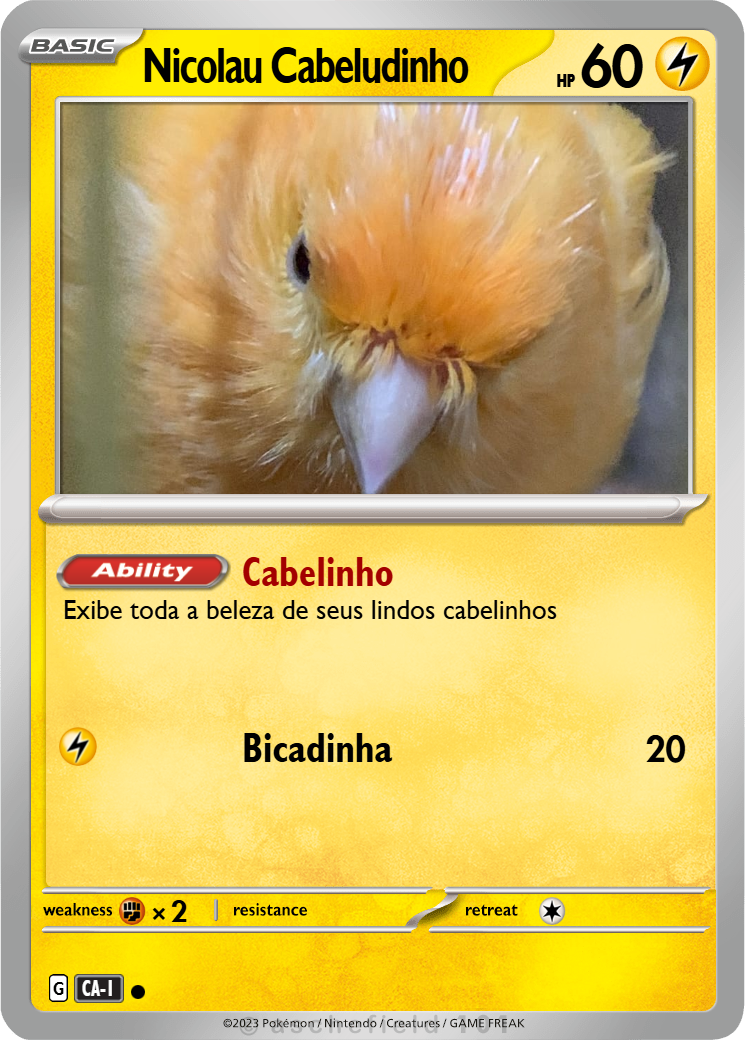 BASIC
Nicolau Cabeludinho
HP 60
Ability Cabelinho
Exibe toda a beleza de seus lindos cabelinhos
Bicadinha 20
weakness × 2 resistance retreat
G CA-I
©2023 Pokémon / Nintendo / Creatures / GAME FREAK